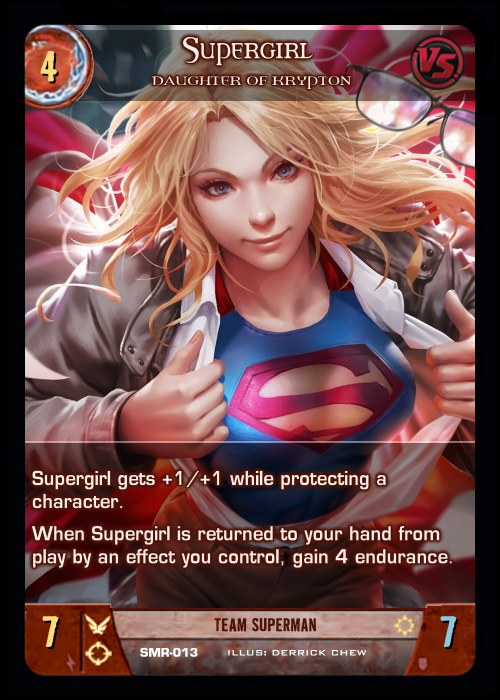 4
SUPERGIRL
VS
DAUGHTER OF KRYPTON
Supergirl gets +1/+1 while protecting a
character.
When Supergirl is returned to your hand from
play by an effect you control, gain 4 endurance.
7
TEAM SUPERMAN
7
SMR-013 ILLUS: DERRICK CHEW